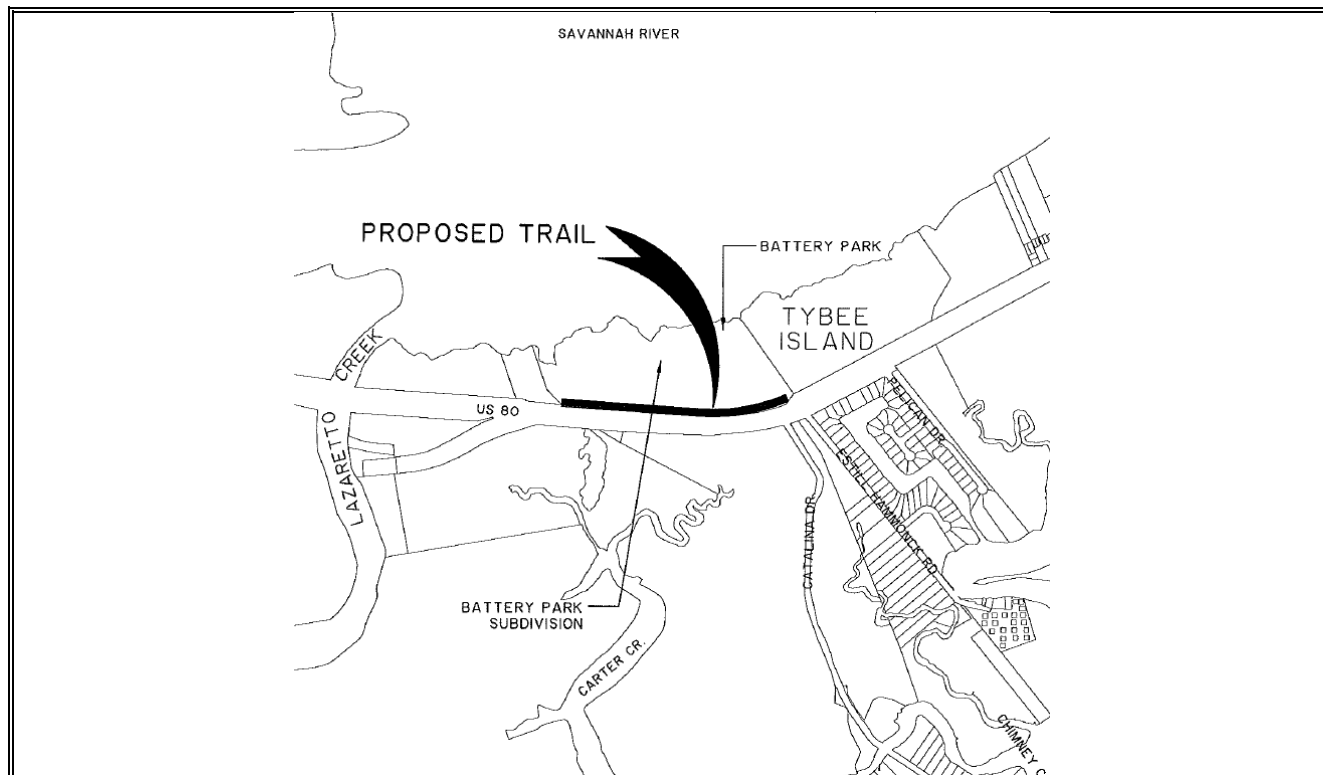 SAVANNAH RIVER
PROPOSED TRAIL
BATTERY PARK
TYBEE
ISLAND
CREEK
US 80
LAZARETTO
PELICAN DR.
ESTILL HAMMONCK RD
CATALINA DR.
BATTERY PARK
SUBDIVISION
CARTER CR.
CHIMNEY C